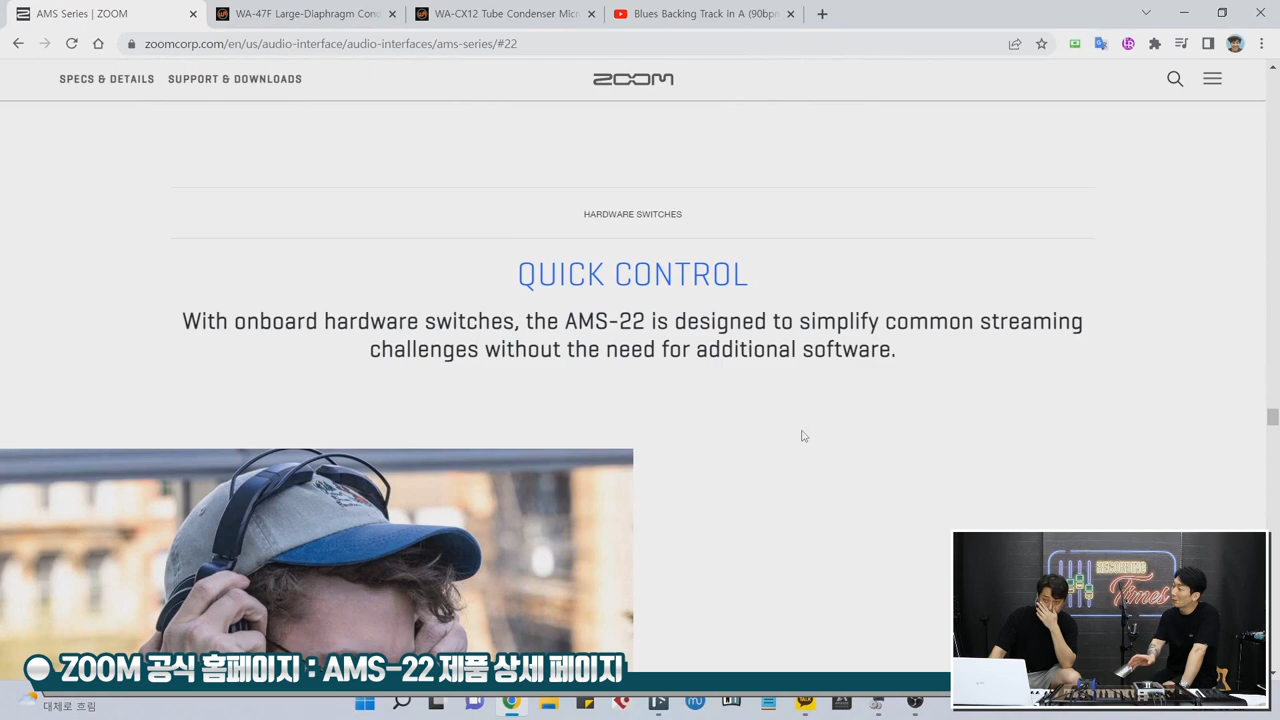 AMS Series | ZOOM
WA-47F Large-Diaphragm Cond
WA-CX12 Tube Condenser Micr
Blues Backing Track in A (90bpm
zoomcorp.com/en/us/audio-interface/audio-interfaces/ams-series/#22
SPECS & DETAILS
SUPPORT & DOWNLOADS
ZOOM
HARDWARE SWITCHES
QUICK CONTROL
With onboard hardware switches, the AMS-22 is designed to simplify common streaming
challenges without the need for additional software.
RECORDING
Times
ZOOM 공식 홈페이지 : AMS-22 제품 상세 페이지
대체로 흐림